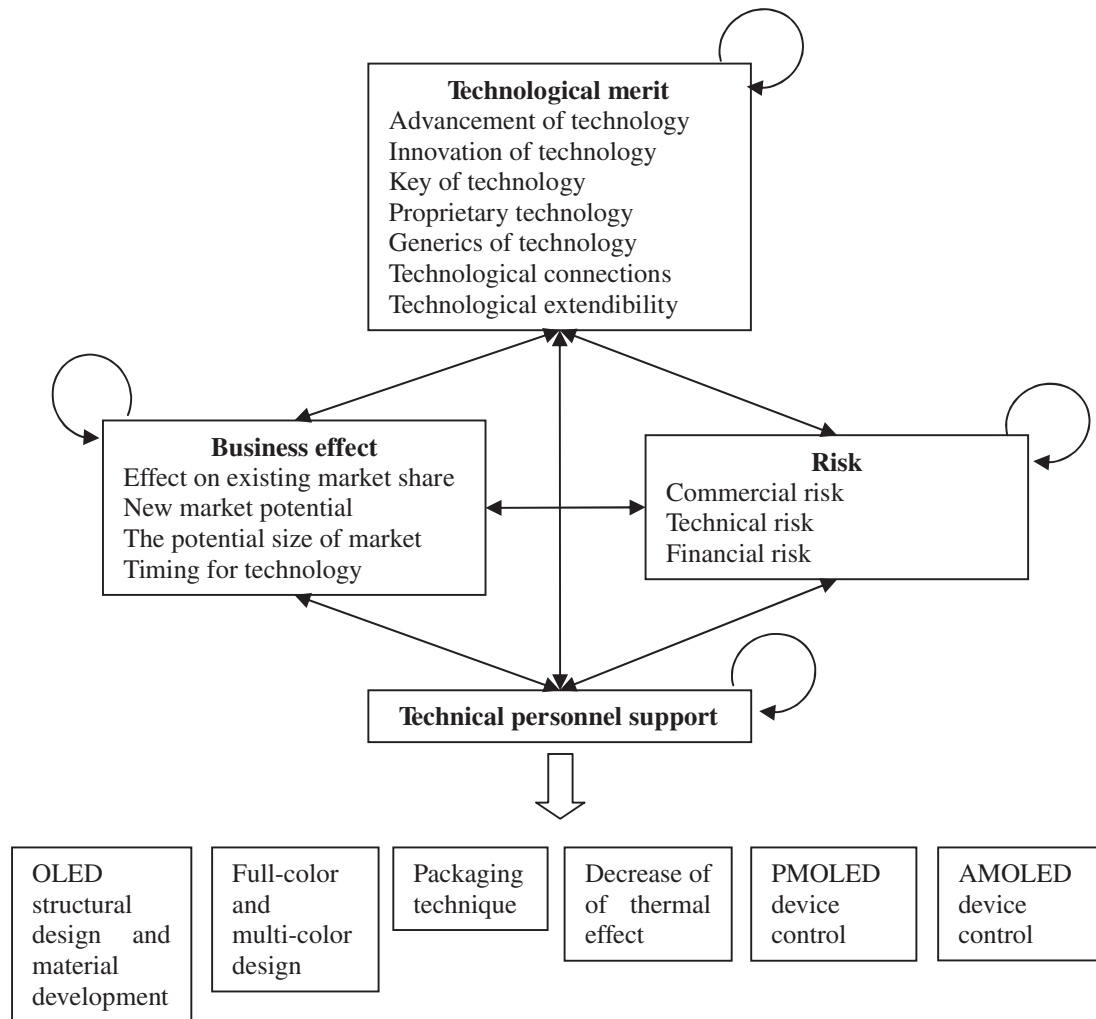 Technological merit
Advancement of technology
Innovation of technology
Key of technology
Proprietary technology
Generics of technology
Technological connections
Technological extendibility
Business effect
Effect on existing market share
New market potential
The potential size of market
Timing for technology
Risk
Commercial risk
Technical risk
Financial risk
Technical personnel support
OLED
structural
design and
material
development
Full-color
and
multi-color
design
Packaging
technique
Decrease of
of thermal
effect
PMOLED
device
control
AMOLED
device
control